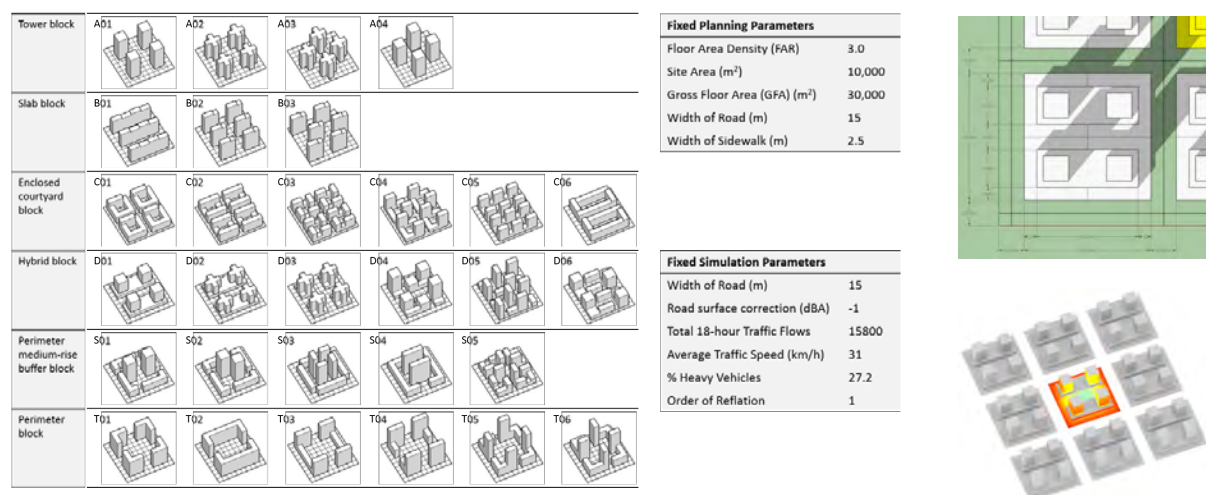 Tower block
A01 A02 A03 A04
Slab block
B01 B02 B03
Enclosed
courtyard
block
C01 C02 C03 C04 C05 C06
Hybrid block
D01 D02 D03 D04 D05 D06
Perimeter
medium-rise
buffer block
S01 S02 S03 S04 S05
Perimeter
block
T01 T02 T03 T04 T05 T06
Fixed Planning Parameters
Floor Area Density (FAR) 3.0
Site Area (m²) 10,000
Gross Floor Area (GFA) (m²) 30,000
Width of Road (m) 15
Width of Sidewalk (m) 2.5
Fixed Simulation Parameters
Width of Road (m) 15
Road surface correction (dBA) -1
Total 18-hour Traffic Flows 15800
Average Traffic Speed (km/h) 31
% Heavy Vehicles 27.2
Order of Reflation 1